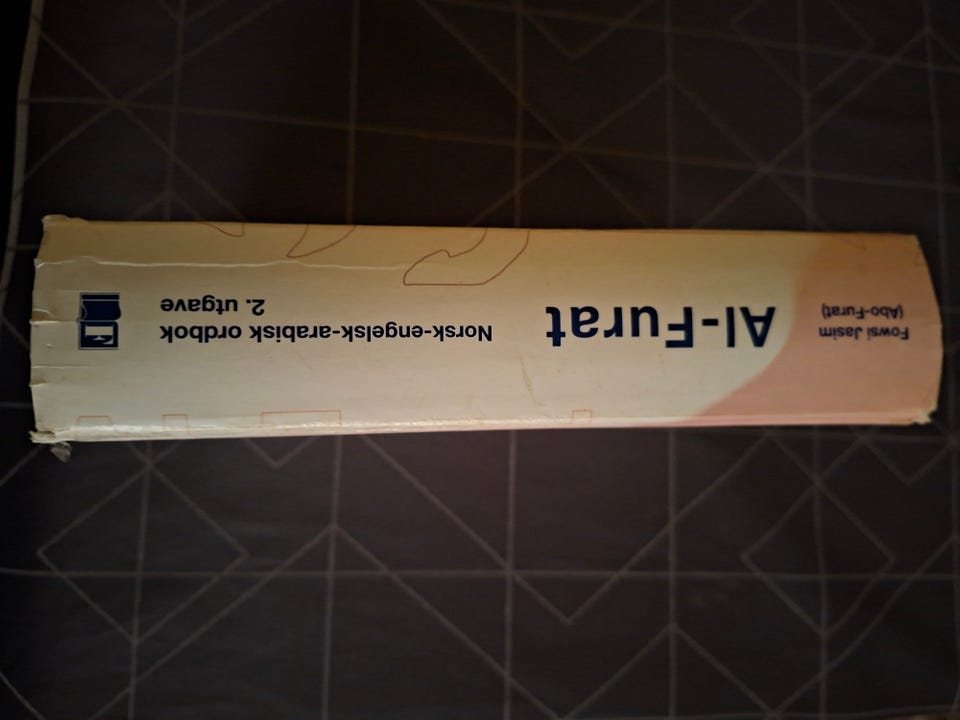 Fowsi Jasim
(Abo-Furat)
Al-Furat
Norsk-engelsk-arabisk ordbok
2. utgave